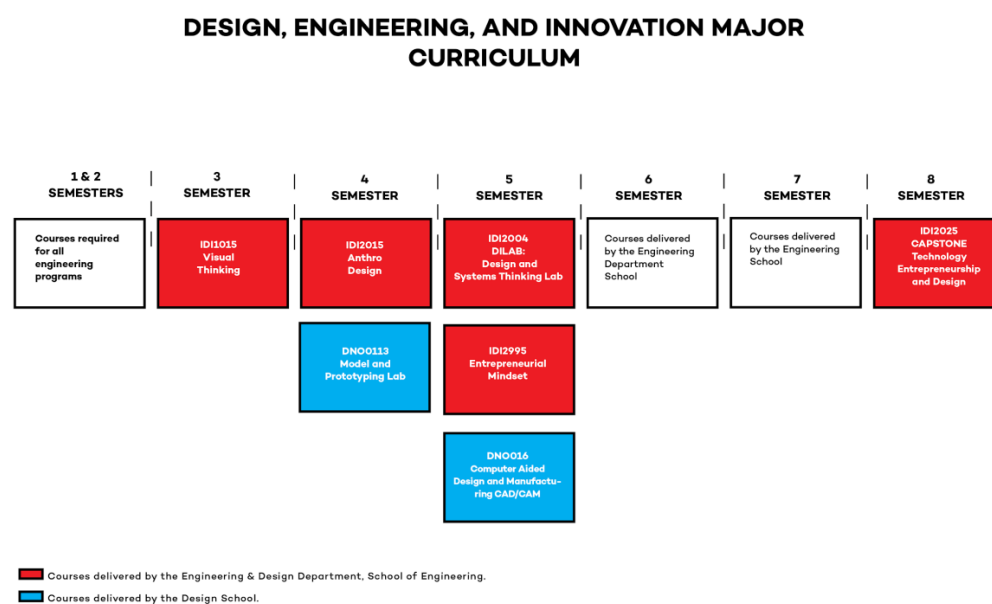 DESIGN, ENGINEERING, AND INNOVATION MAJOR
CURRICULUM
1 & 2
SEMESTERS
3
SEMESTER
4
SEMESTER
5
SEMESTER
6
SEMESTER
7
SEMESTER
8
SEMESTER
Courses required
for all
engineering
programs
IDI1015
Visual
Thinking
IDI2015
Anthro
Design
IDI2004
DILAB:
Design and
Systems Thinking Lab
Courses delivered
by the Engineering
Department
School
Courses delivered
by the Engineering
School
IDI2025
CAPSTONE
Technology
Entrepreneurship
and Design
DNO0113
Model and
Prototyping Lab
IDI2995
Entrepreneurial
Mindset
DNO016
Computer Aided
Design and Manufactu-
ring CAD/CAM
Courses delivered by the Engineering & Design Department, School of Engineering.
Courses delivered by the Design School.